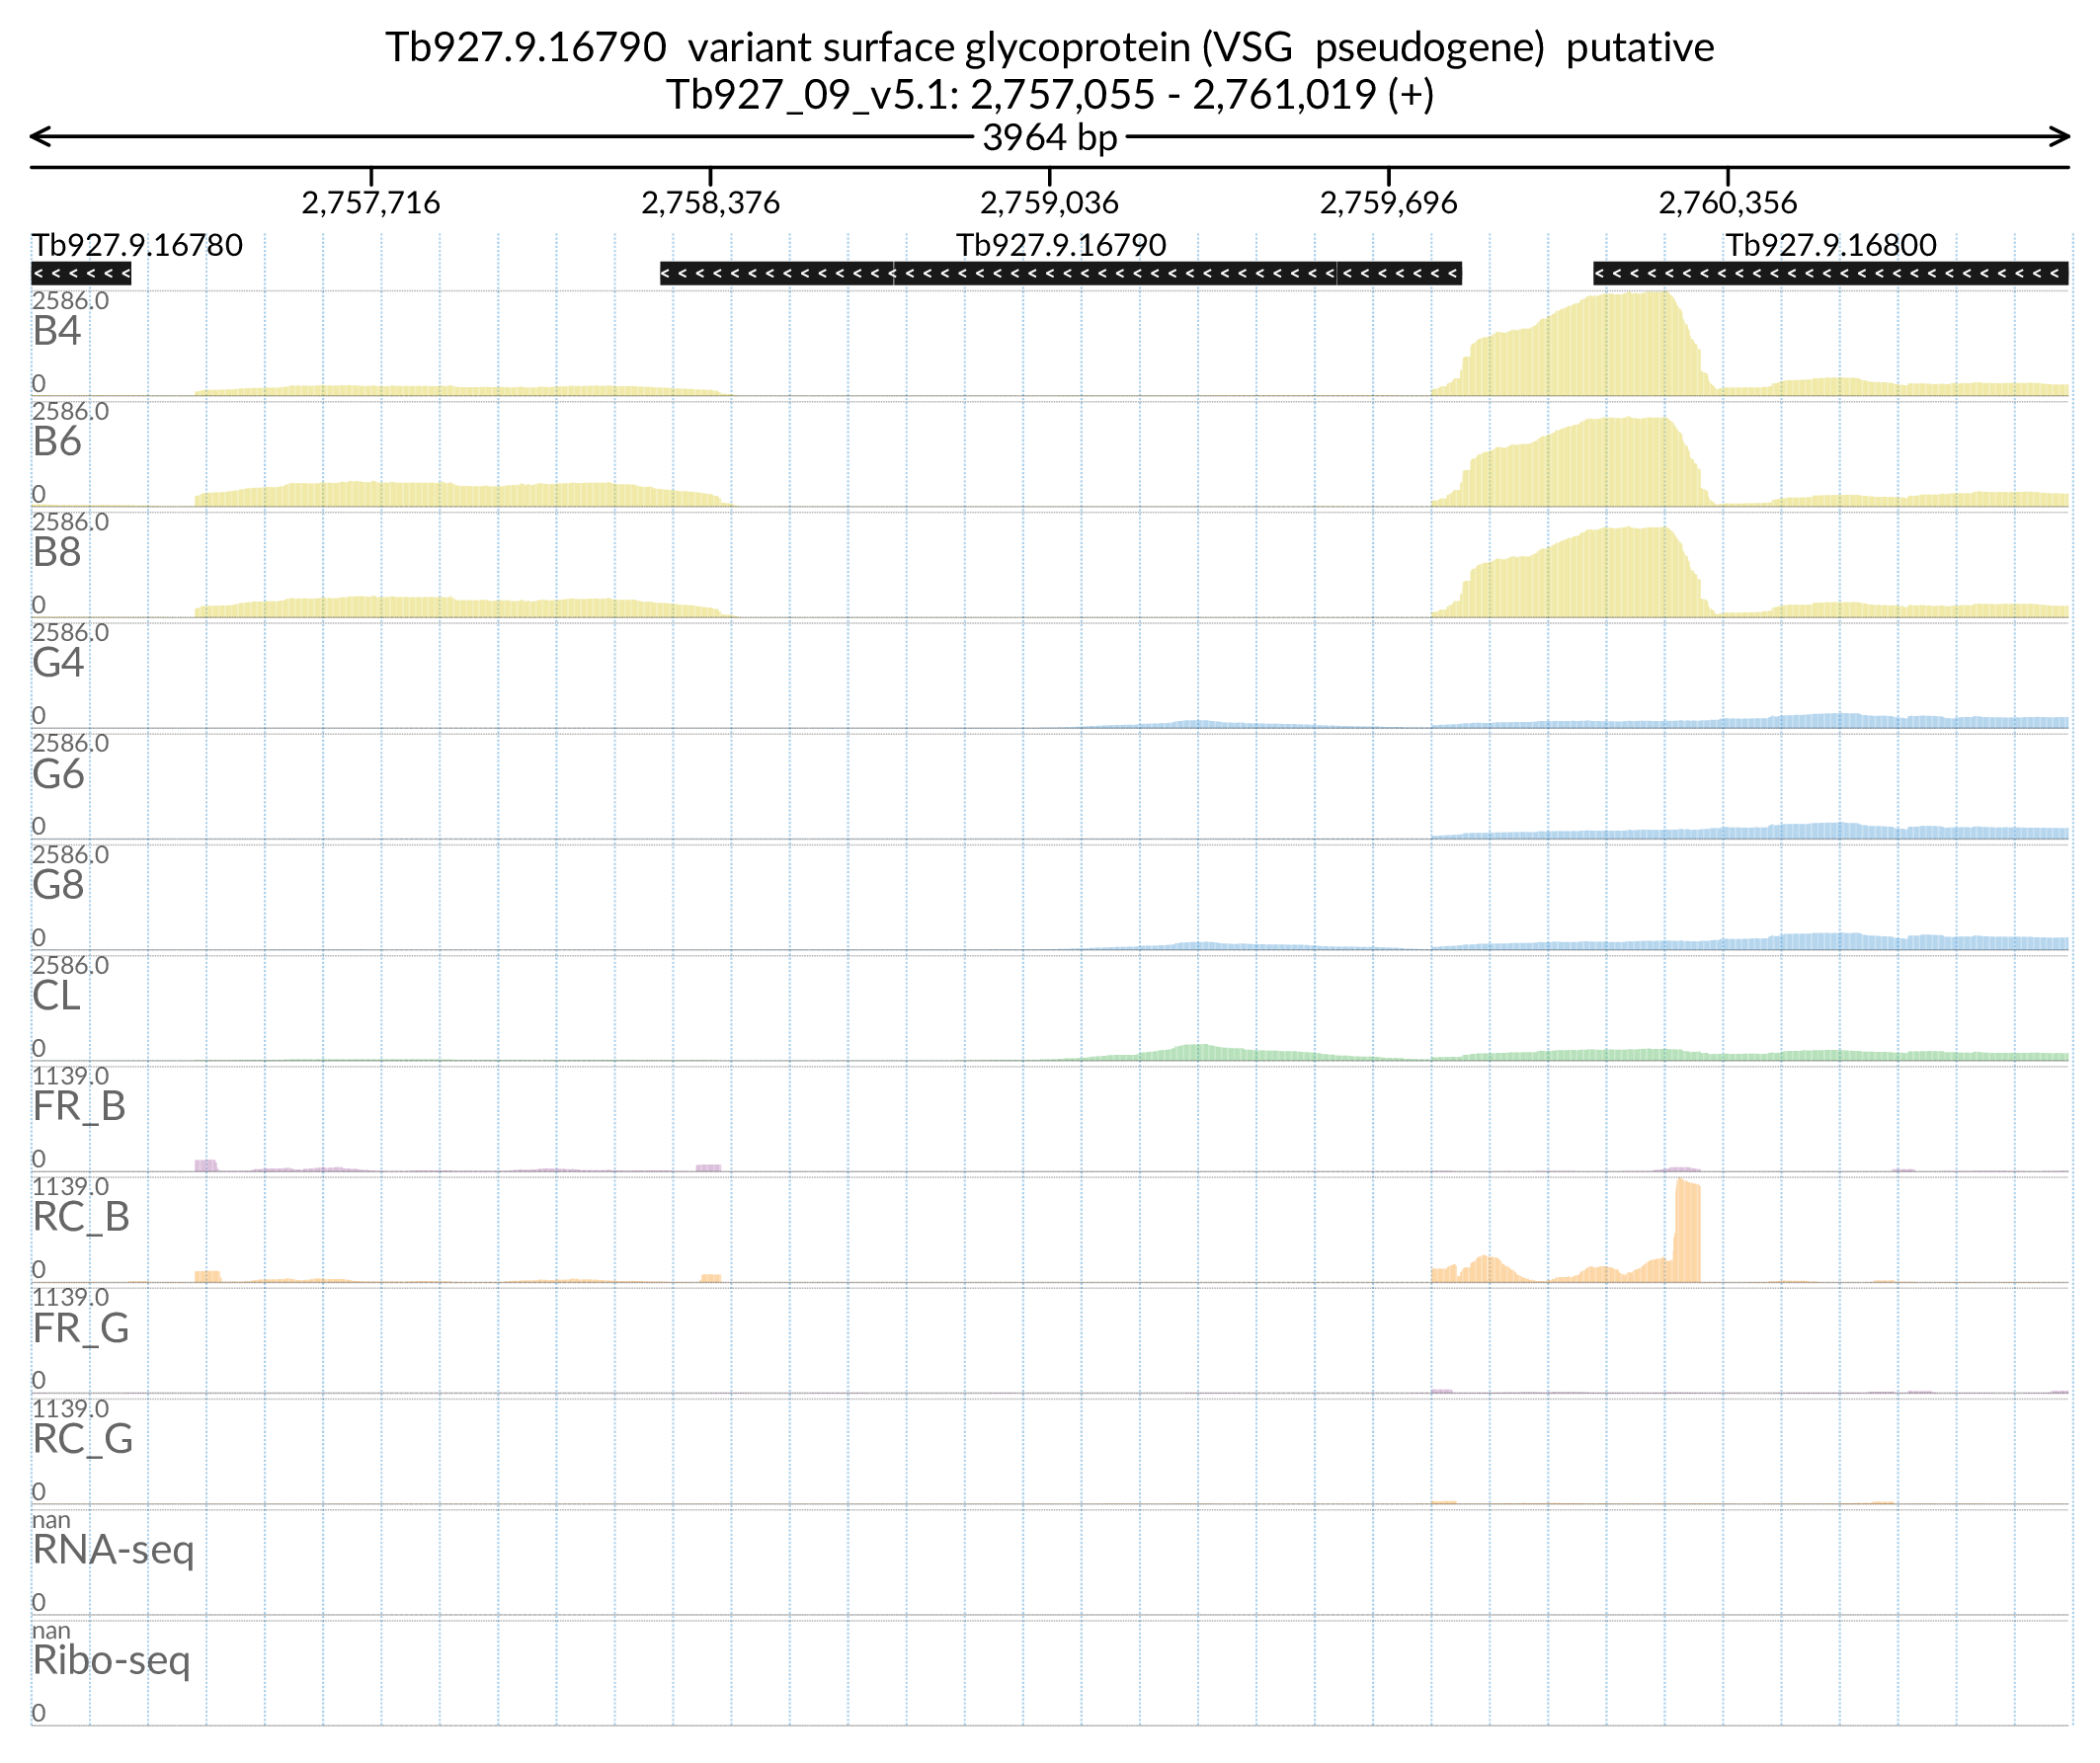 Tb927.9.16790  variant surface glycoprotein (VSG  pseudogene)  putative
Tb927_09_v5.1: 2,757,055 - 2,761,019 (+)
3964 bp
2,757,716 2,758,376 2,759,036 2,759,696 2,760,356
Tb927.9.16780 Tb927.9.16790 Tb927.9.16800
2586.0
B4
0
2586.0
B6
0
2586.0
B8
0
2586.0
G4
0
2586.0
G6
0
2586.0
G8
0
2586.0
CL
0
1139.0
FR_B
0
1139.0
RC_B
0
1139.0
FR_G
0
1139.0
RC_G
0
nan
RNA-seq
0
nan
Ribo-seq
0